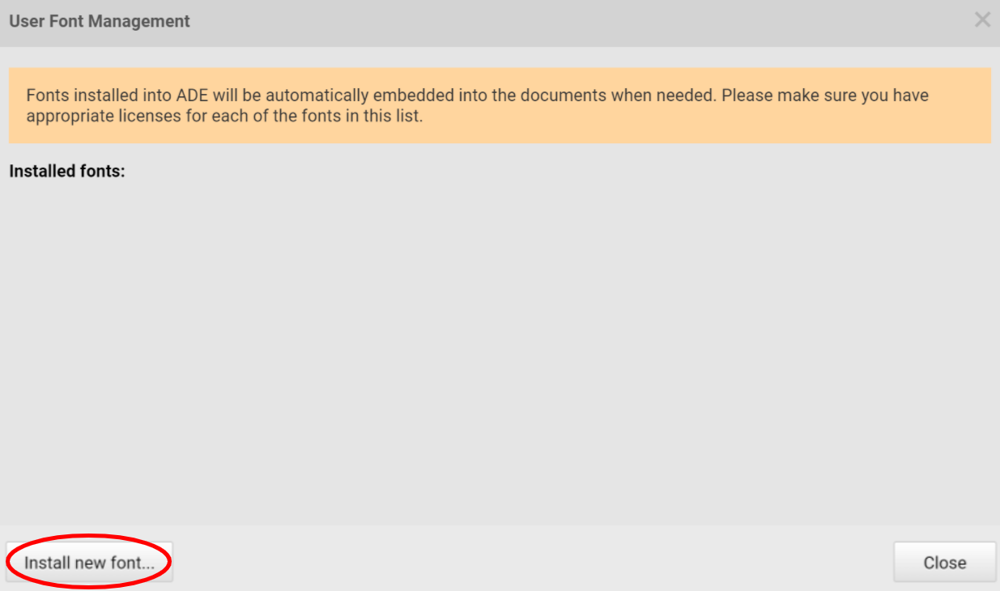 User Font Management
Fonts installed into ADE will be automatically embedded into the documents when needed. Please make sure you have
appropriate licenses for each of the fonts in this list.
Installed fonts:
Install new font...
Close